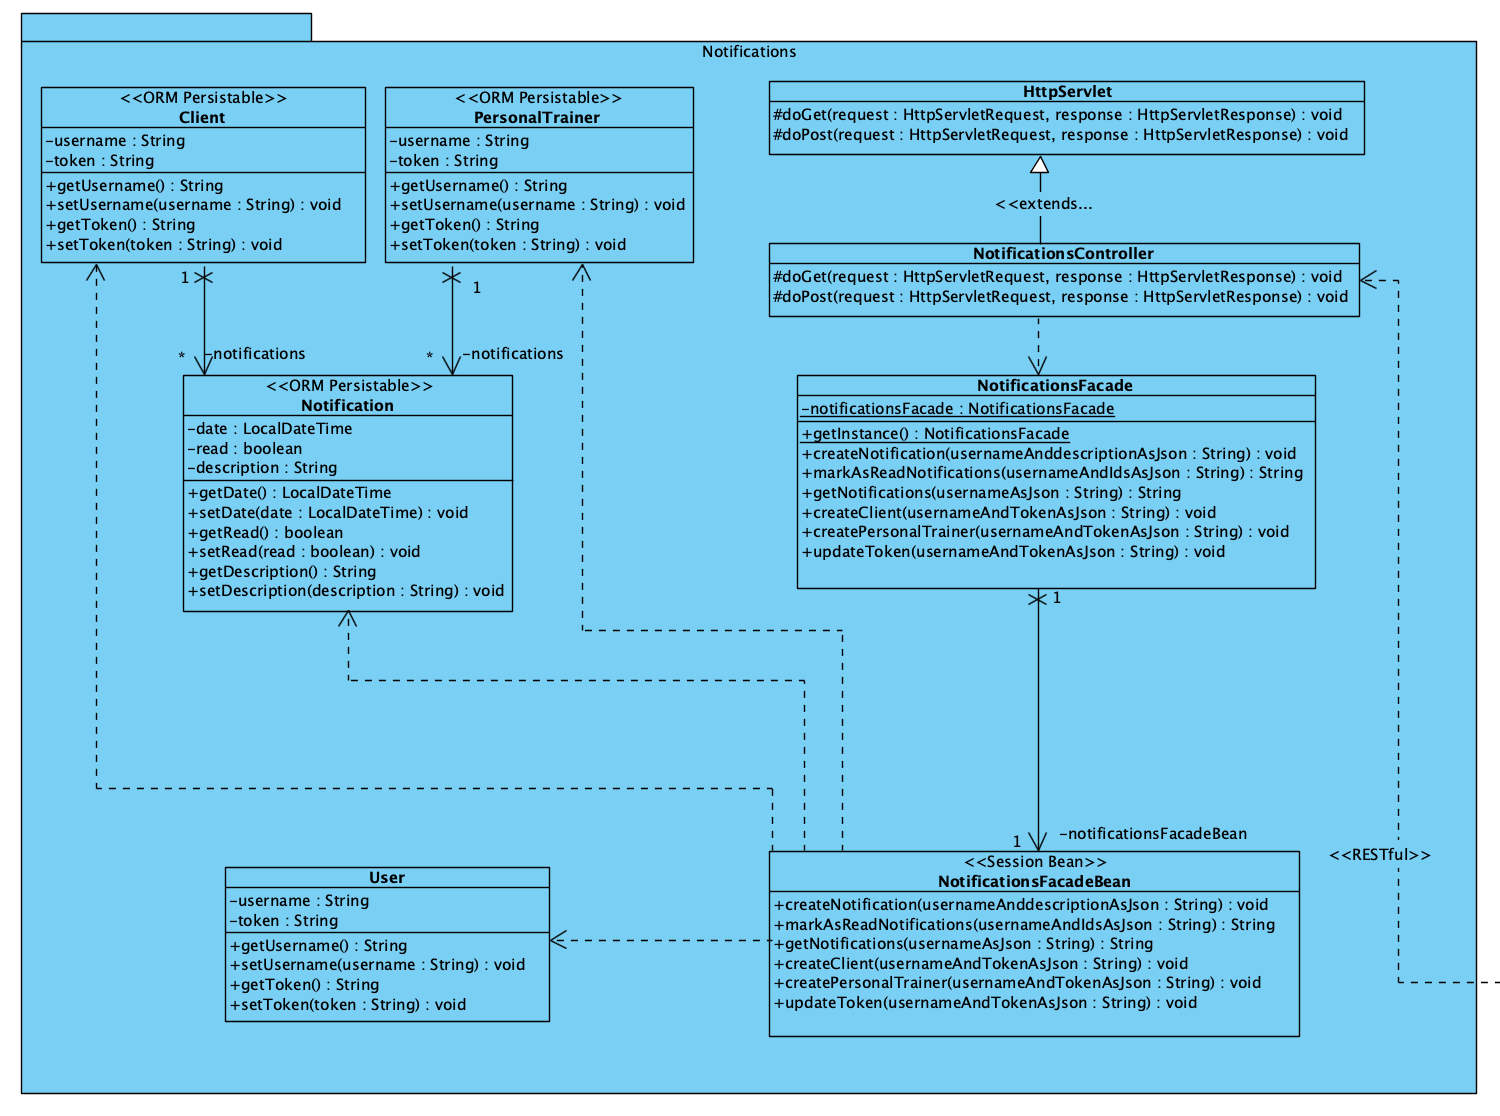 Notifications
<<ORM Persistable>>
Client
-username : String
-token : String
+getUsername() : String
+setUsername(username : String) : void
+getToken() : String
+setToken(token : String) : void
<<ORM Persistable>>
PersonalTrainer
-username : String
-token : String
+getUsername() : String
+setUsername(username : String) : void
+getToken() : String
+setToken(token : String) : void
HttpServlet
#doGet(request : HttpServletRequest, response : HttpServletResponse) : void
#doPost(request : HttpServletRequest, response : HttpServletResponse) : void
<<extends...
NotificationsController
#doGet(request : HttpServletRequest, response : HttpServletResponse) : void
#doPost(request : HttpServletRequest, response : HttpServletResponse) : void
1
1
* -notifications
* -notifications
<<ORM Persistable>>
Notification
-date : LocalDateTime
-read : boolean
-description : String
+getDate() : LocalDateTime
+setDate(date : LocalDateTime) : void
+getRead() : boolean
+setRead(read : boolean) : void
+getDescription() : String
+setDescription(description : String) : void
NotificationsFacade
-notificationsFacade : NotificationsFacade
+getInstance() : NotificationsFacade
+createNotification(usernameAnddescriptionAsJson : String) : void
+markAsReadNotifications(usernameAndIdsAsJson : String) : String
+getNotifications(usernameAsJson : String) : String
+createClient(usernameAndTokenAsJson : String) : void
+createPersonalTrainer(usernameAndTokenAsJson : String) : void
+updateToken(usernameAndTokenAsJson : String) : void
1
1 -notificationsFacadeBean
<<RESTful>>
<<Session Bean>>
NotificationsFacadeBean
+createNotification(usernameAnddescriptionAsJson : String) : void
+markAsReadNotifications(usernameAndIdsAsJson : String) : String
+getNotifications(usernameAsJson : String) : String
+createClient(usernameAndTokenAsJson : String) : void
+createPersonalTrainer(usernameAndTokenAsJson : String) : void
+updateToken(usernameAndTokenAsJson : String) : void
User
-username : String
-token : String
+getUsername() : String
+setUsername(username : String) : void
+getToken() : String
+setToken(token : String) : void